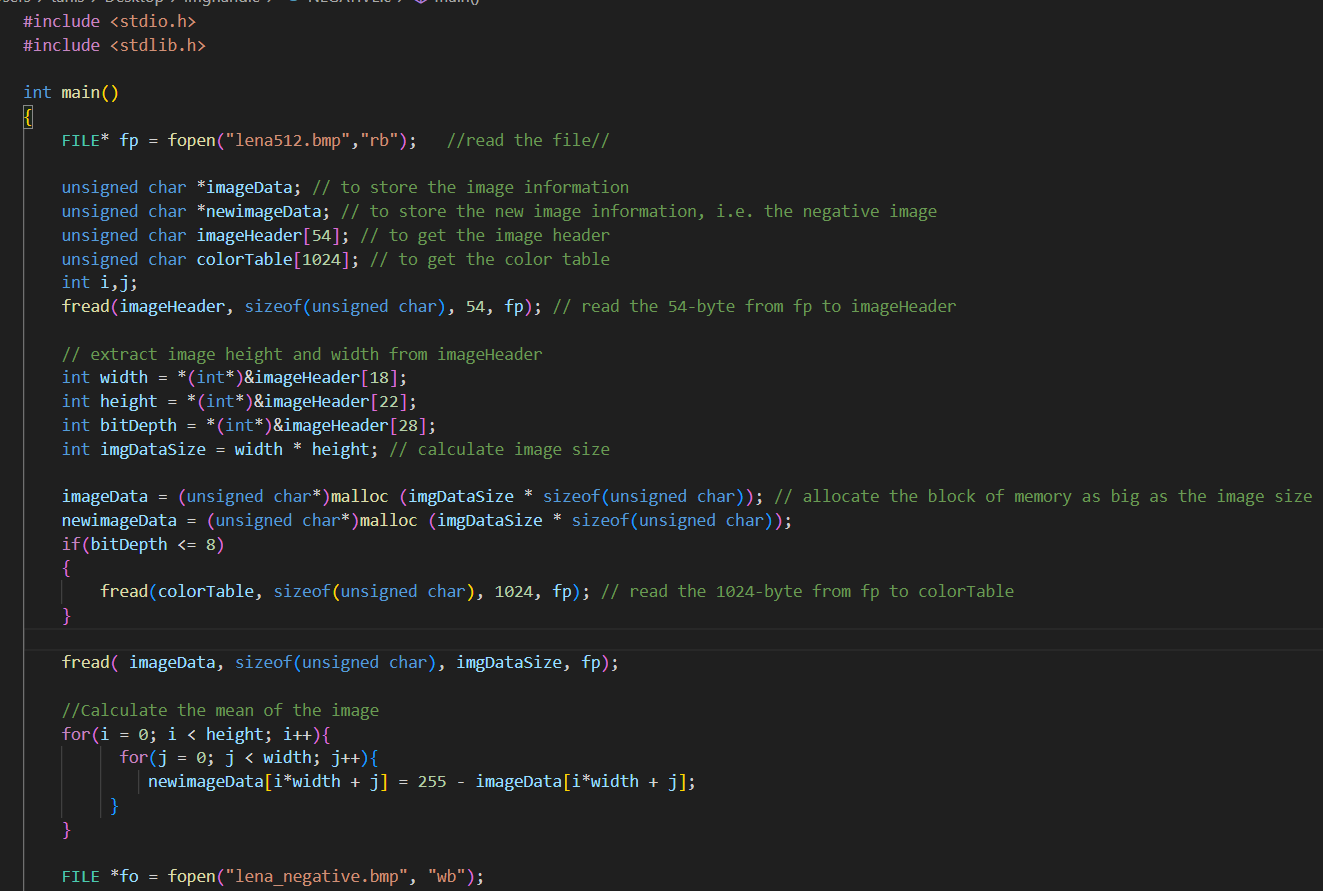 #include <stdio.h>
#include <stdlib.h>
int main()
{
FILE* fp = fopen("lena512.bmp","rb");   //read the file//
unsigned char *imageData; // to store the image information
unsigned char *newimageData; // to store the new image information, i.e. the negative image
unsigned char imageHeader[54]; // to get the image header
unsigned char colorTable[1024]; // to get the color table
int i,j;
fread(imageHeader, sizeof(unsigned char), 54, fp); // read the 54-byte from fp to imageHeader
// extract image height and width from imageHeader
int width = *(int*)&imageHeader[18];
int height = *(int*)&imageHeader[22];
int bitDepth = *(int*)&imageHeader[28];
int imgDataSize = width * height; // calculate image size
imageData = (unsigned char*)malloc (imgDataSize * sizeof(unsigned char)); // allocate the block of memory as big as the image size
newimageData = (unsigned char*)malloc (imgDataSize * sizeof(unsigned char));
if(bitDepth <= 8)
{
fread(colorTable, sizeof(unsigned char), 1024, fp); // read the 1024-byte from fp to colorTable
}
fread( imageData, sizeof(unsigned char), imgDataSize, fp);
//Calculate the mean of the image
for(i = 0; i < height; i++){
for(j = 0; j < width; j++){
newimageData[i*width + j] = 255 - imageData[i*width + j];
}
}
FILE *fo = fopen("lena_negative.bmp", "wb");